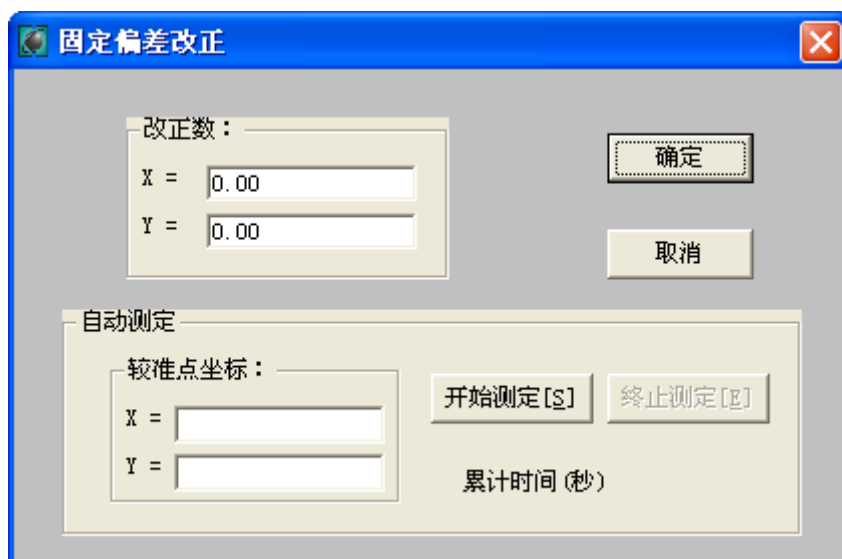 固定偏差改正
改正数：
X = 0.00
Y = 0.00
确定
取消
自动测定
较准点坐标：
X =
Y =
开始测定[S]
终止测定[E]
累计时间(秒)